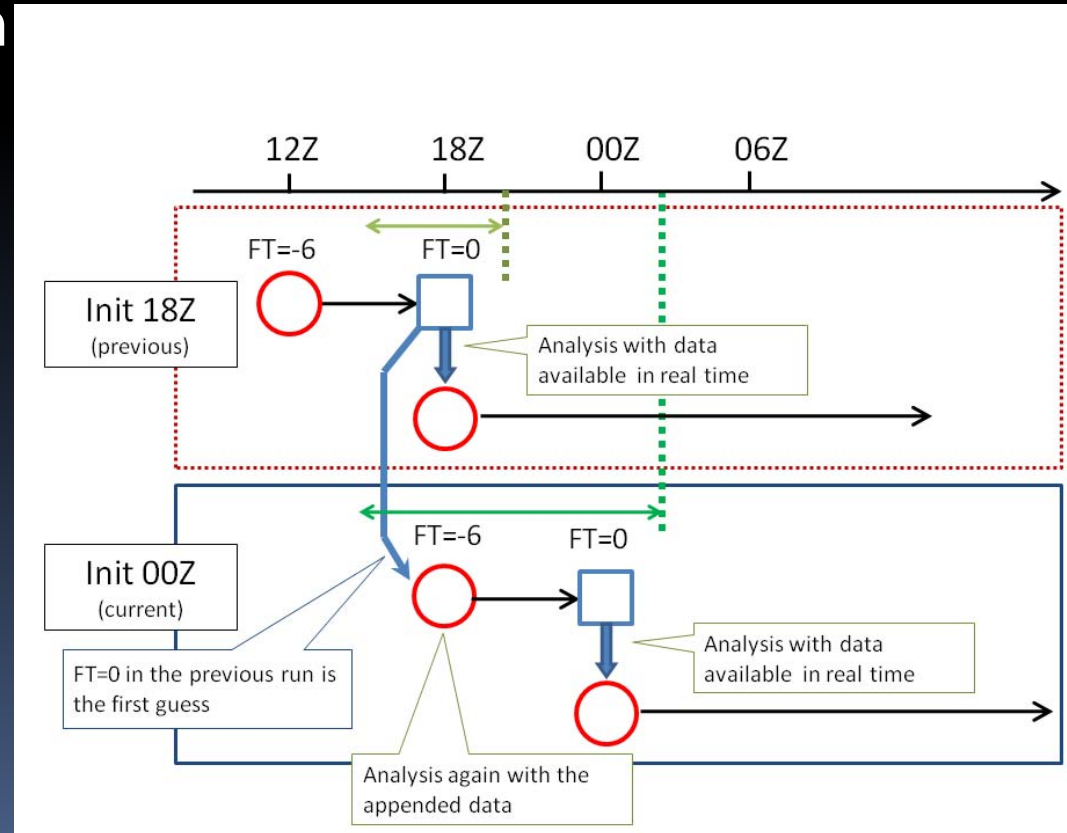 n
12Z 18Z 00Z 06Z
FT=-6 FT=0
Init 18Z
(previous)
Analysis with data
available in real time
FT=-6 FT=0
Init 00Z
(current)
Analysis with data
available in real time
FT=0 in the previous run is
the first guess
Analysis again with the
appended data